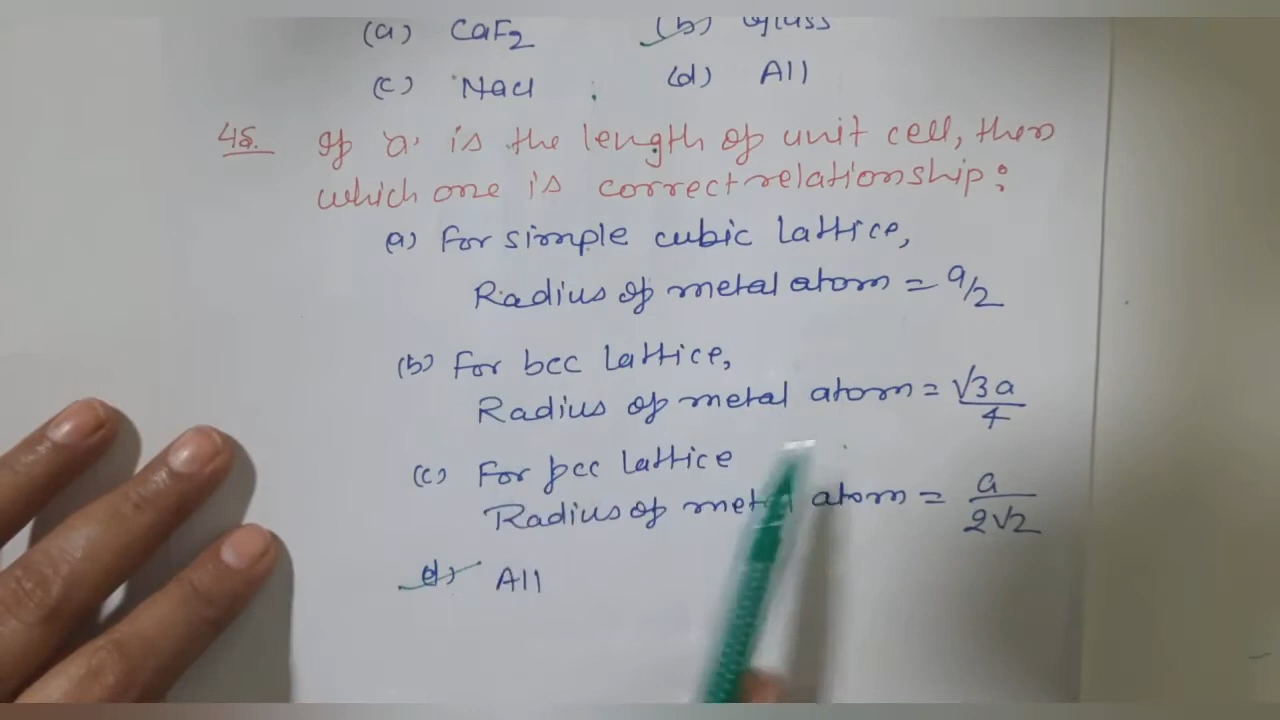 (a) CaF2 (b) Glass
(c) NaCl (d) All
45. If 'a' is the length of unit cell, then
which one is correct relationship:
a) For simple cubic lattice,
Radius of metal atom = a/2
(b) For bcc lattice,
Radius of metal atom = √3a/4
(c) For fcc lattice
Radius of metal atom = a/2√2
d) All